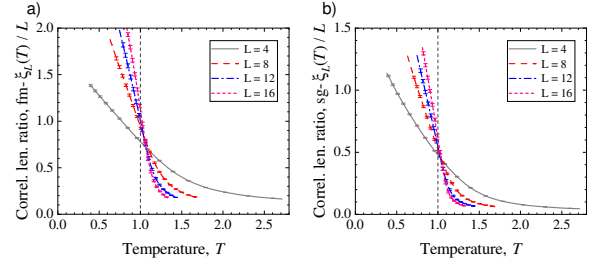 a)
Correl. len. ratio, fm-ξL(T) / L
2.0
1.5
1.0
0.5
0.0
L = 4
L = 8
L = 12
L = 16
0.0 0.5 1.0 1.5 2.0 2.5
Temperature, T
b)
Correl. len. ratio, sg- ξL(T) / L
1.5
1.0
0.5
0.0
L = 4
L = 8
L = 12
L = 16
0.0 0.5 1.0 1.5 2.0 2.5
Temperature, T